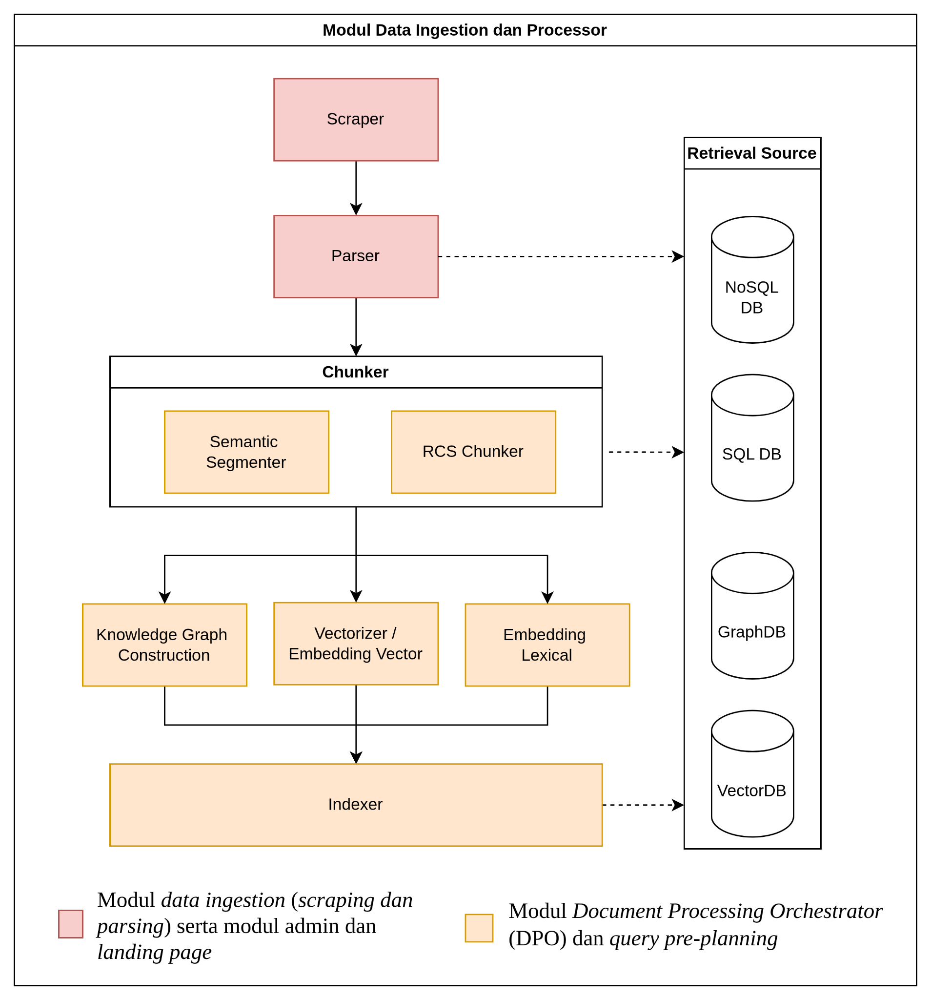 Modul Data Ingestion dan Processor
Scraper
Retrieval Source
Parser
NoSQL
DB
Chunker
Semantic
Segmenter
RCS Chunker
SQL DB
Knowledge Graph
Construction
Vectorizer /
Embedding Vector
Embedding
Lexical
GraphDB
Indexer
VectorDB
Modul data ingestion (scraping dan
parsing) serta modul admin dan
landing page
Modul Document Processing Orchestrator
(DPO) dan query pre-planning